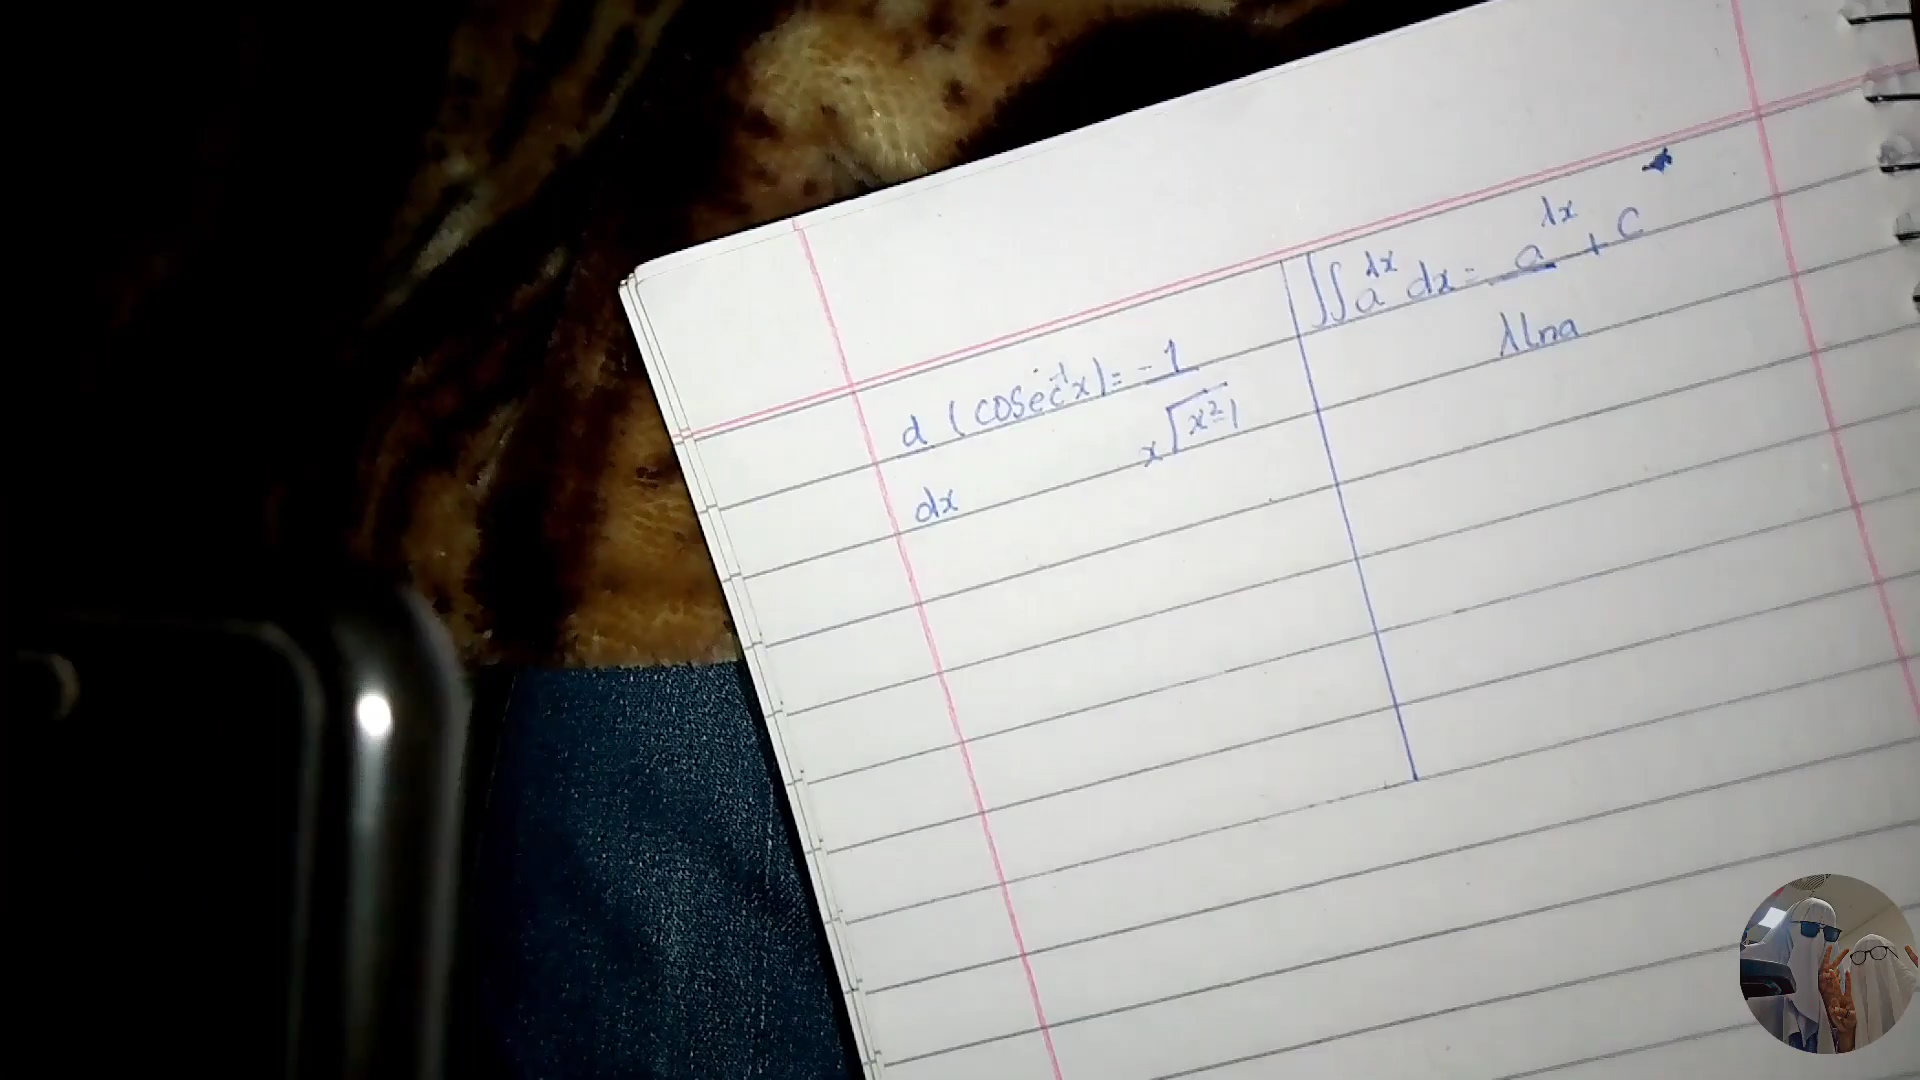 d (cosec⁻¹x) = -1
x√x²-1
dx
∫∫a^λx dx = a^λx + C
λlna